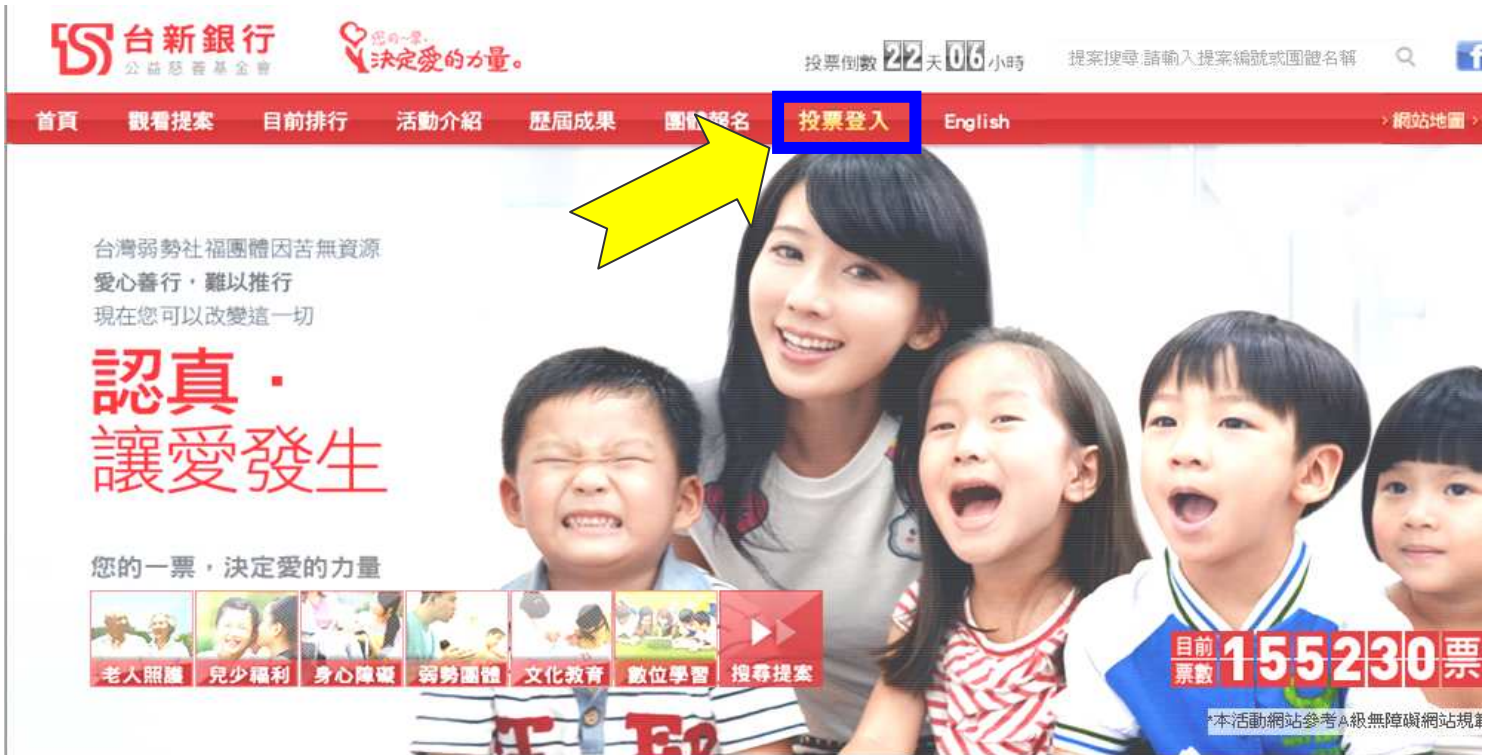 台新銀行
公益慈善基金會
您的一票,
決定愛的力量。
投票倒數 22 天 06 小時
提案搜尋:請輸入提案編號或團體名稱
首頁 觀看提案 目前排行 活動介紹 歷屆成果 團體報名 投票登入 English
›網站地圖 ›
台灣弱勢社福團體因苦無資源
愛心善行,難以推行
現在您可以改變這一切
認真・
讓愛發生
您的一票,決定愛的力量
老人照護 兒少福利 身心障礙 弱勢團體 文化教育 數位學習 搜尋提案
目前票數 155230 票
*本活動網站參考A級無障礙網站規